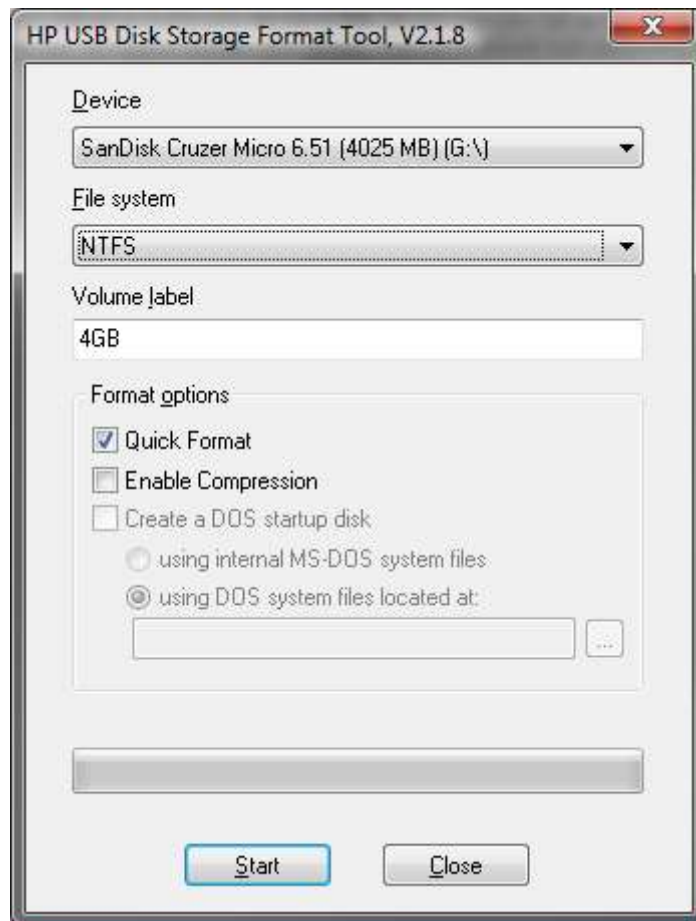 HP USB Disk Storage Format Tool, V2.1.8
Device
SanDisk Cruzer Micro 6.51 (4025 MB) (G:\)
File system
NTFS
Volume label
4GB
Format options
Quick Format
Enable Compression
Create a DOS startup disk
using internal MS-DOS system files
using DOS system files located at:
...
Start
Close